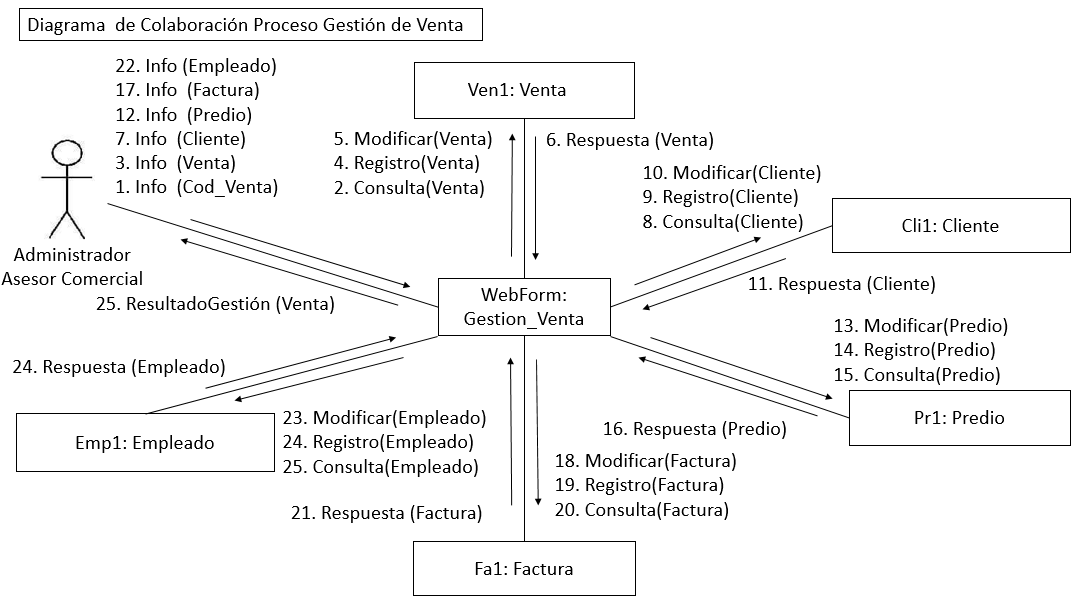 Diagrama de Colaboración Proceso Gestión de Venta
22. Info (Empleado)
17. Info (Factura)
12. Info (Predio)
7. Info (Cliente)
3. Info (Venta)
1. Info (Cod_Venta)
Administrador
Asesor Comercial
25. ResultadoGestión (Venta)
Ven1: Venta
5. Modificar(Venta)
4. Registro(Venta)
2. Consulta(Venta)
6. Respuesta (Venta)
10. Modificar(Cliente)
9. Registro(Cliente)
8. Consulta(Cliente)
Cli1: Cliente
11. Respuesta (Cliente)
WebForm:
Gestion_Venta
13. Modificar(Predio)
14. Registro(Predio)
15. Consulta(Predio)
Pr1: Predio
16. Respuesta (Predio)
24. Respuesta (Empleado)
Emp1: Empleado
23. Modificar(Empleado)
24. Registro(Empleado)
25. Consulta(Empleado)
18. Modificar(Factura)
19. Registro(Factura)
20. Consulta(Factura)
21. Respuesta (Factura)
Fa1: Factura